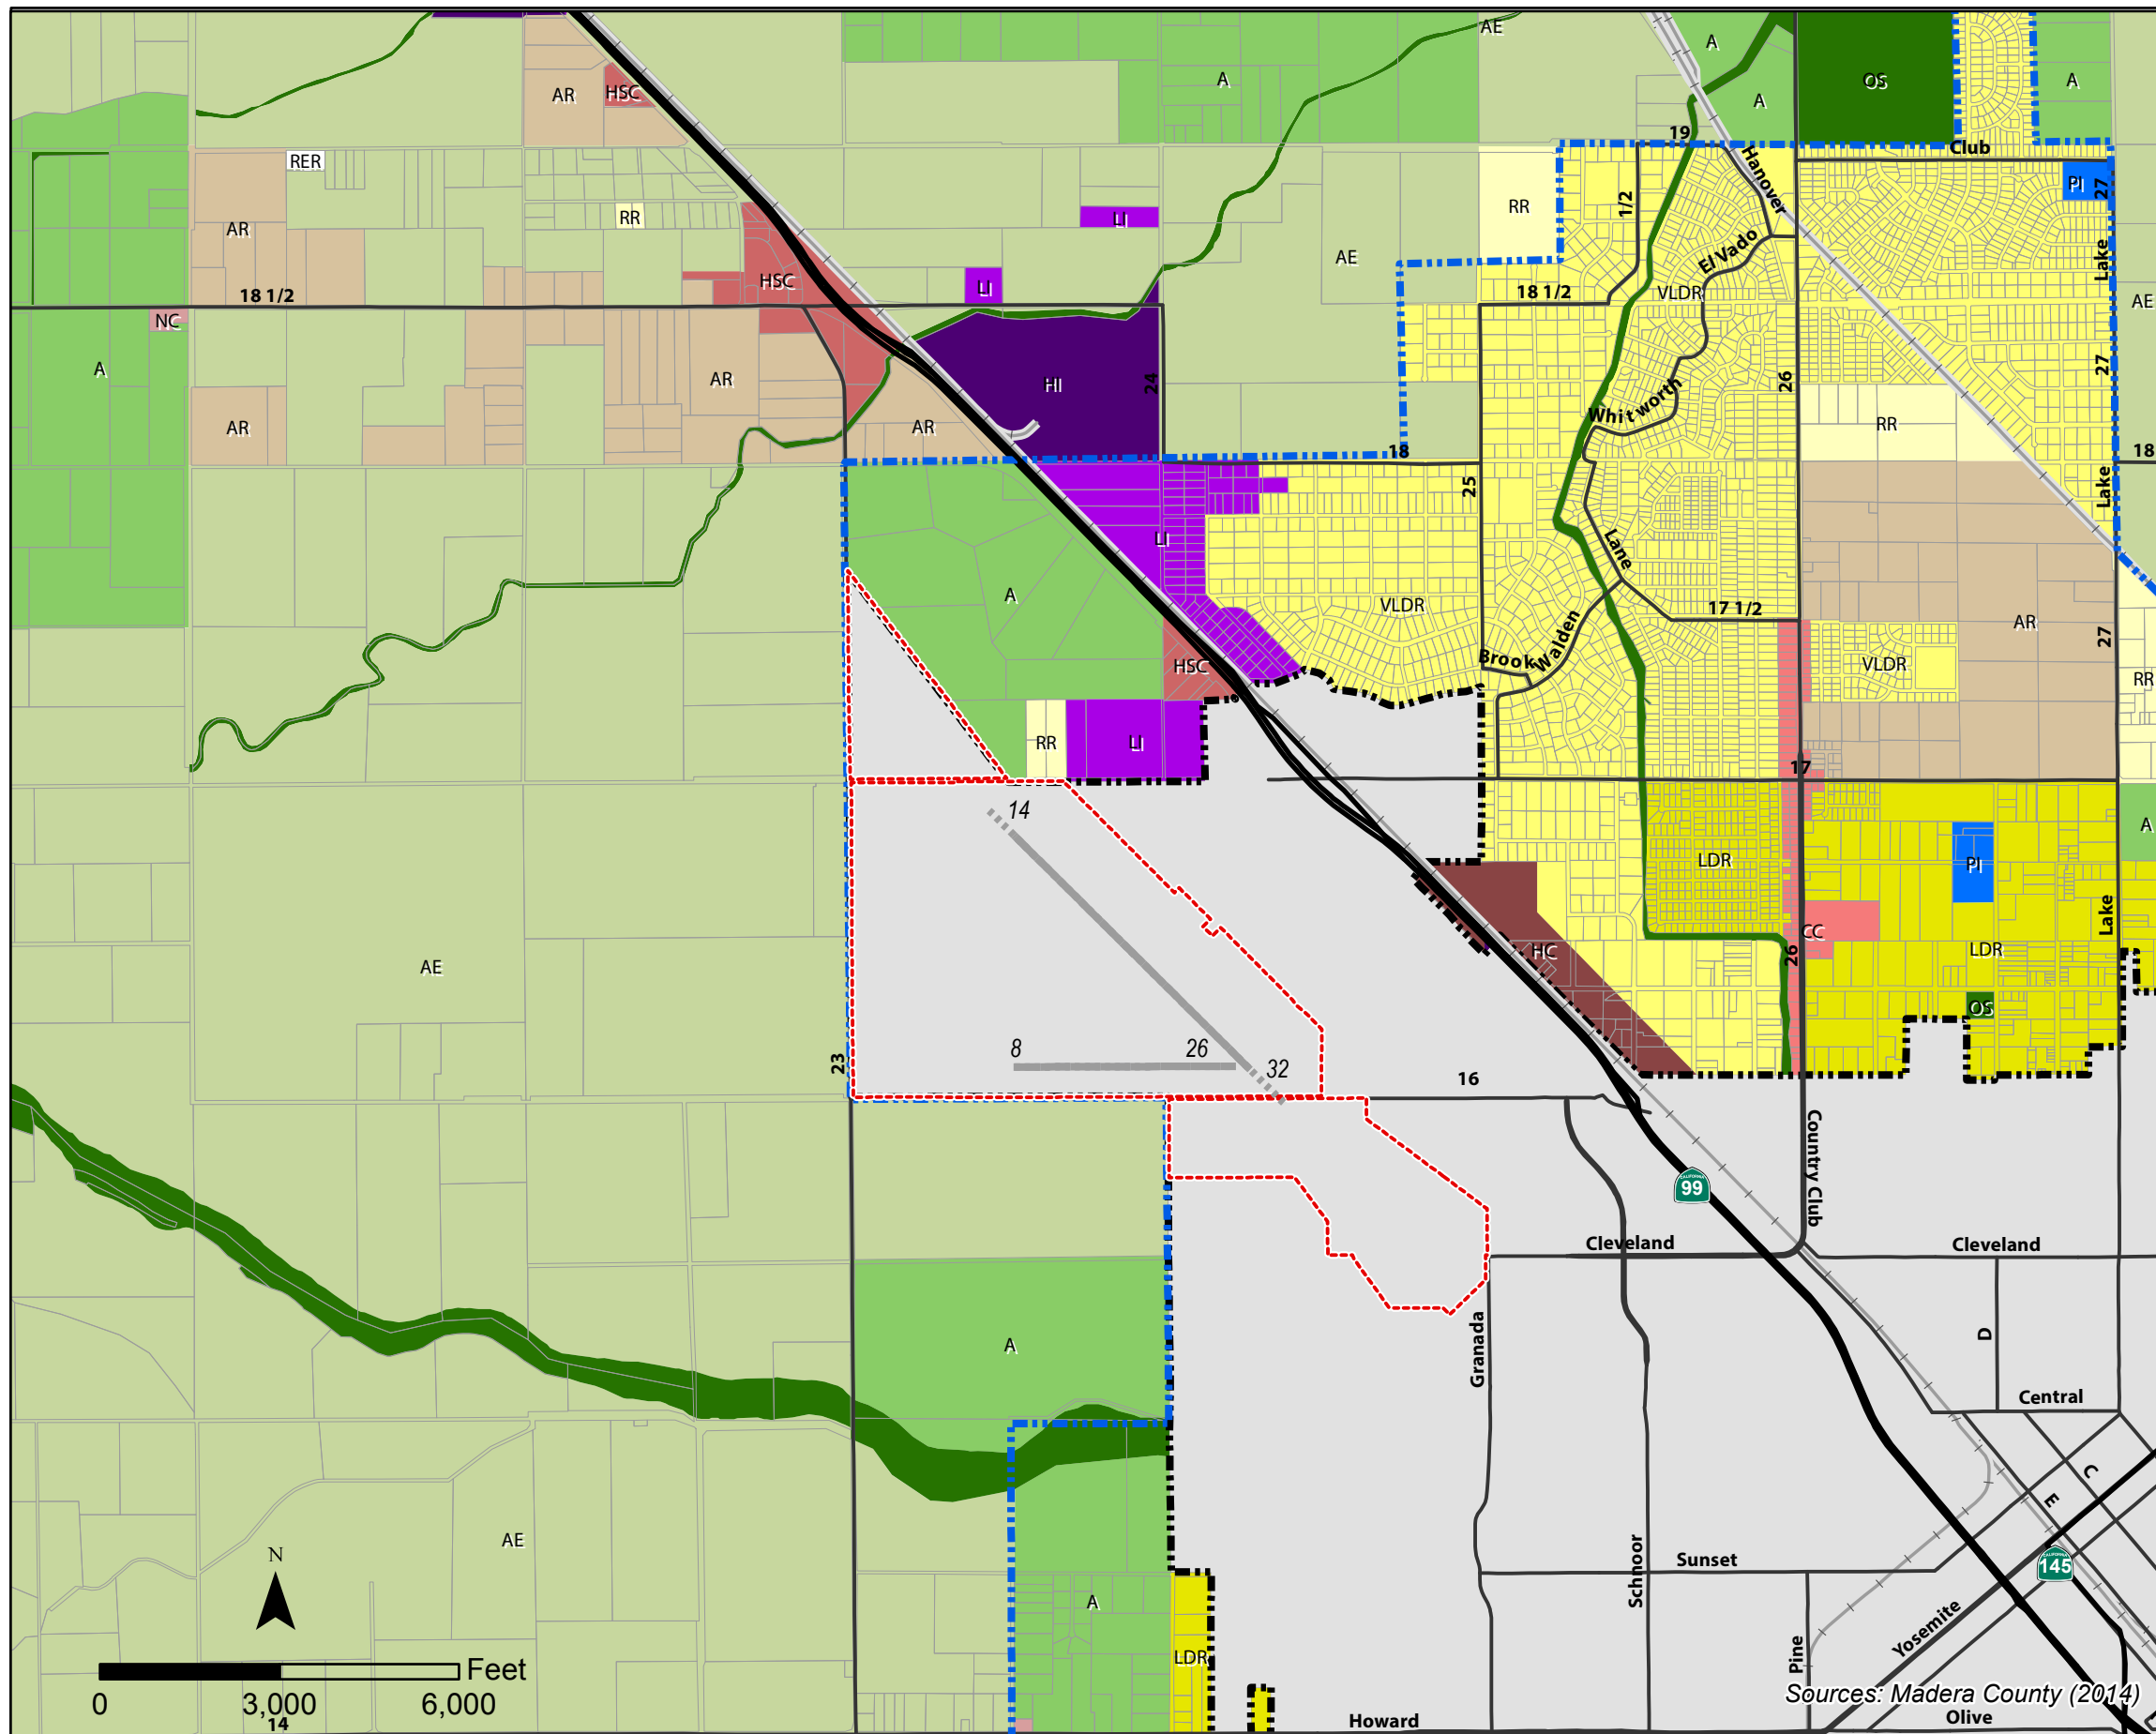 AE
A
A
OS
A
AR
HSC
A
A
19
Club
RER
Hanover
PI
27
AR
RR
LI
RR
1/2
AE
El Vado
Lake
HSC
LI
18 1/2
18 1/2
VLDR
AE
NC
A
AR
HI
24
26
27
Whitworth
AR
AR
RR
18
18
25
Lake
LI
Lane
A
VLDR
17 1/2
AR
27
Walden
Brook
HSC
VLDR
RR
RR
LI
17
14
A
LDR
PI
Lake
CC
HC
LDR
26
AE
OS
8
26
32
23
16
Country Club
99
Cleveland
Cleveland
Granada
D
A
Central
C
E
AE
N
Sunset
Schnoor
145
A
Yosemite
LDR
Pine
Feet
0
3,000
6,000
Sources: Madera County (2014)
14
Howard
Olive